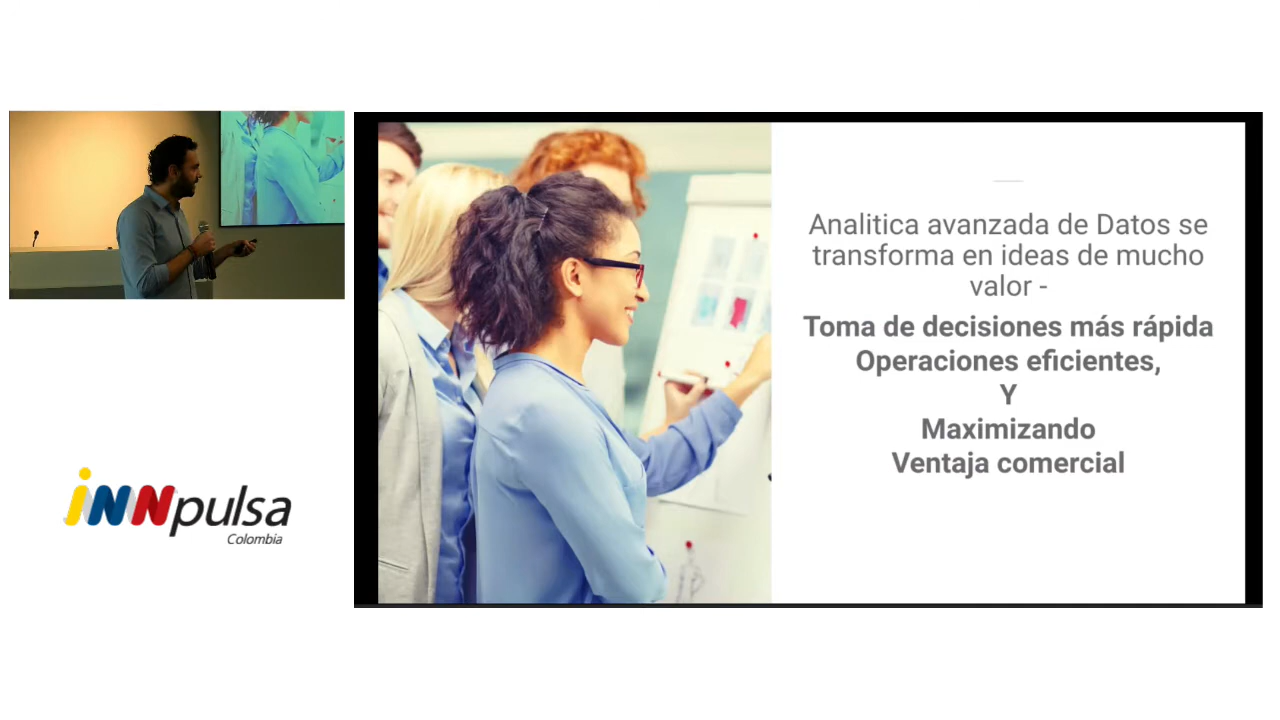 iNNpulsa
Colombia
Analitica avanzada de Datos se
transforma en ideas de mucho
valor -
Toma de decisiones más rápida
Operaciones eficientes,
Y
Maximizando
Ventaja comercial